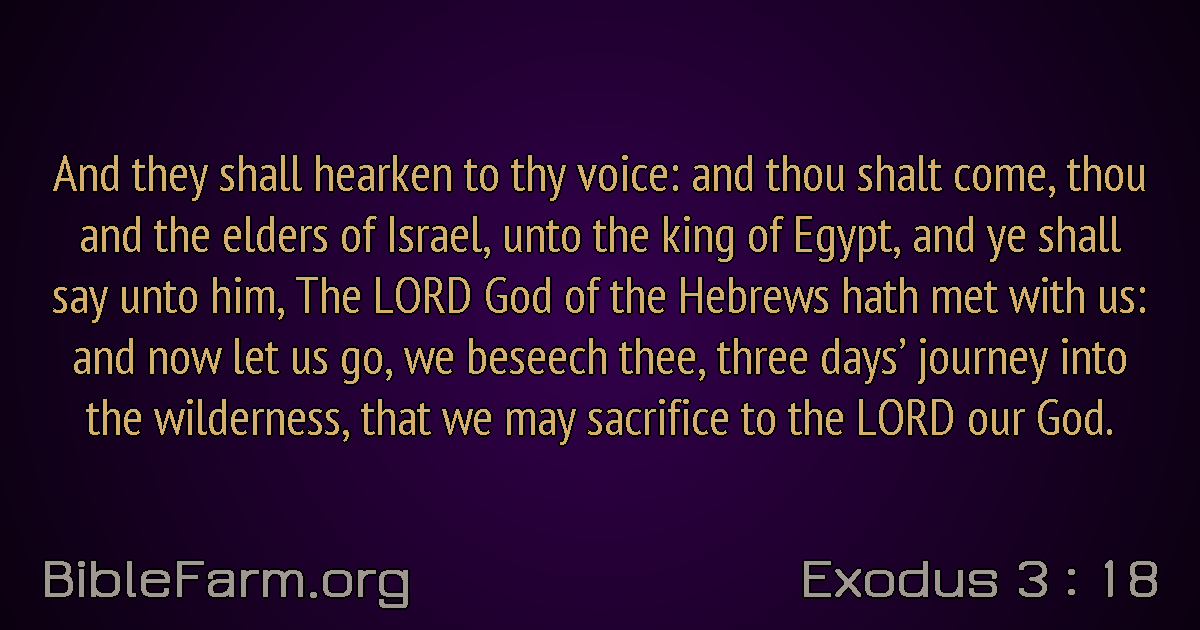 And they shall hearken to thy voice: and thou shalt come, thou
and the elders of Israel, unto the king of Egypt, and ye shall
say unto him, The LORD God of the Hebrews hath met with us:
and now let us go, we beseech thee, three days’ journey into
the wilderness, that we may sacrifice to the LORD our God.
BibleFarm.org
Exodus 3 : 18